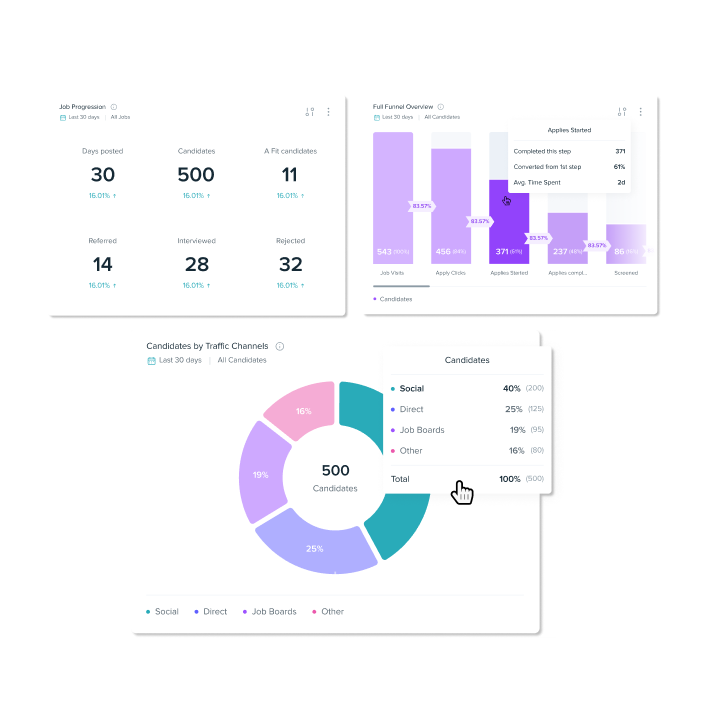 Job Progression
Last 30 days | All Jobs
Days posted
30
16.01% ↑
Candidates
500
16.01% ↑
A Fit candidates
11
16.01% ↑
Referred
14
16.01% ↑
Interviewed
28
16.01% ↑
Rejected
32
16.01% ↑
Full Funnel Overview
Last 30 days | All Candidates
Applies Started
Completed this step 371
Converted from 1st step 61%
Avg. Time Spent 2d
83.57%
83.57%
83.57%
83.57%
543 (100%)
456 (84%)
371 (61%)
237 (46%)
86
Job Visits
Apply Clicks
Applies Started
Applies compl...
Screened
Candidates
Candidates by Traffic Channels
Last 30 days | All Candidates
Candidates
Social 40% (200)
Direct 25% (125)
Job Boards 19% (95)
Other 16% (80)
Total 100% (500)
16%
19%
25%
500
Candidates
Social
Direct
Job Boards
Other